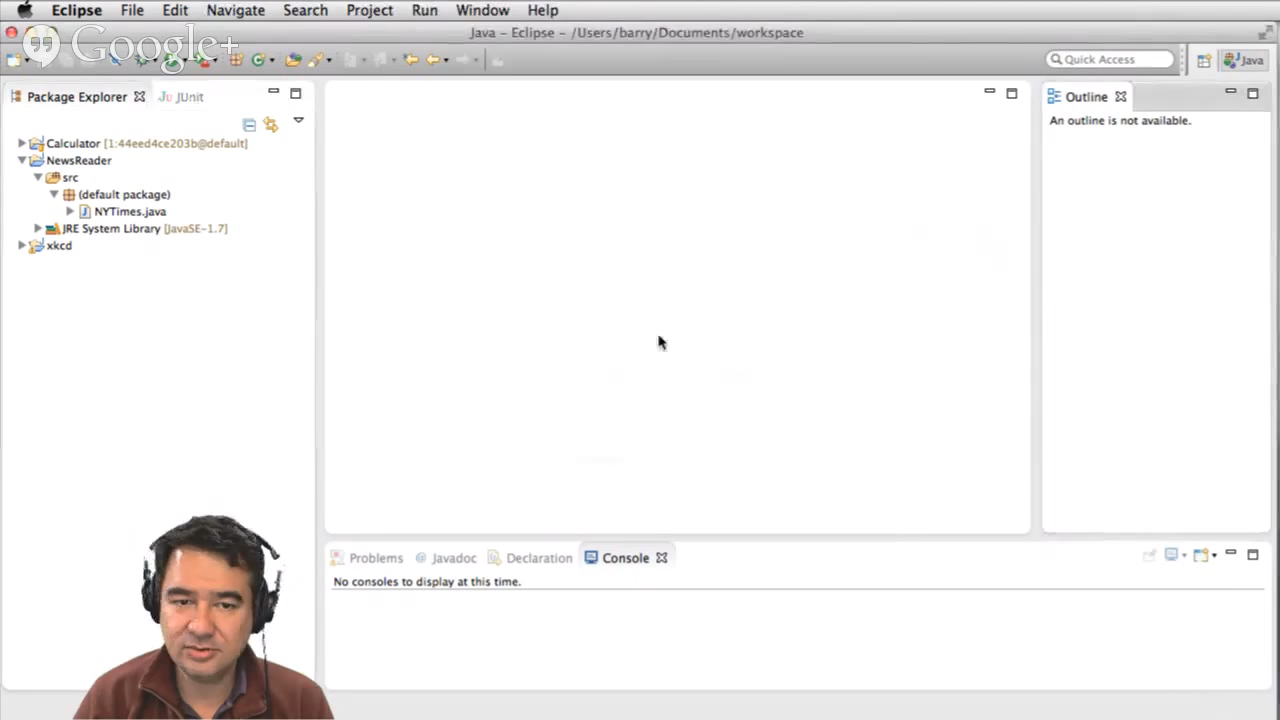 Eclipse File Edit Navigate Search Project Run Window Help
Java – Eclipse – /Users/barry/Documents/workspace
Google+
Quick Access
Java
Package Explorer
JUnit
Outline
An outline is not available.
Calculator [1:44eed4ce203b@default]
NewsReader
src
(default package)
NYTimes.java
JRE System Library [JavaSE-1.7]
xkcd
Problems @ Javadoc Declaration Console
No consoles to display at this time.